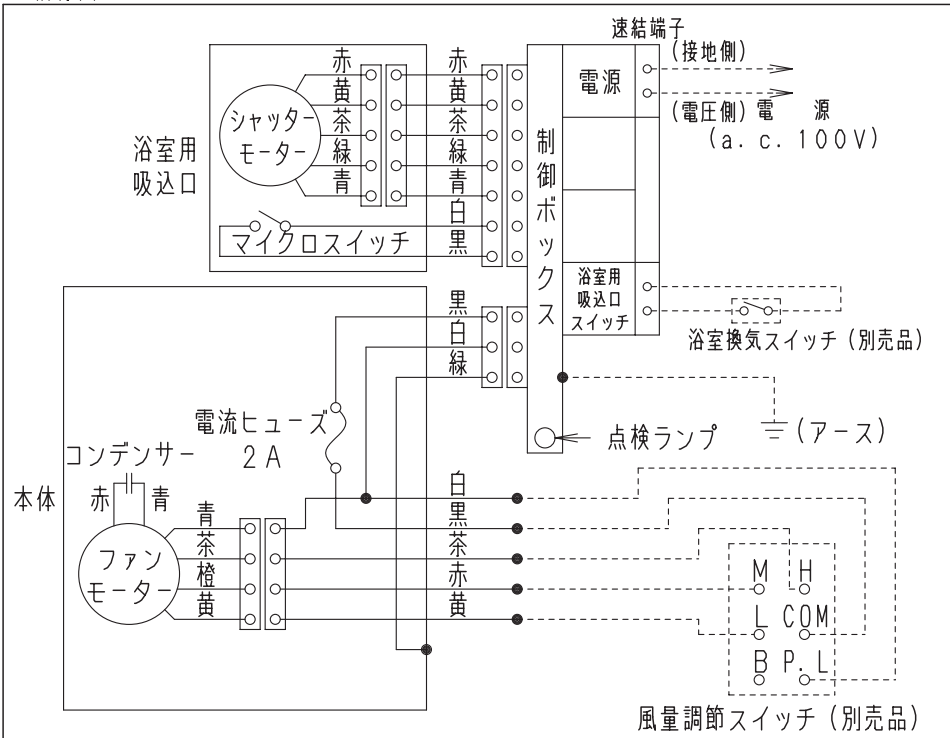 速結端子
(接地側)
電源
(電圧側) 電　源
(a. c. 100V)
浴室用
吸込口
シャッター
モーター
赤
黄
茶
緑
青
赤
黄
茶
緑
青
白
黒
マイクロスイッチ
制御ボックス
浴室用
吸込口
スイッチ
浴室換気スイッチ (別売品)
黒
白
緑
(アース)
点検ランプ
電流ヒューズ
2A
コンデンサー
赤 青
本体
ファン
モーター
青
茶
橙
黄
白
黒
茶
赤
黄
M H
L COM
B P. L
風量調節スイッチ (別売品)